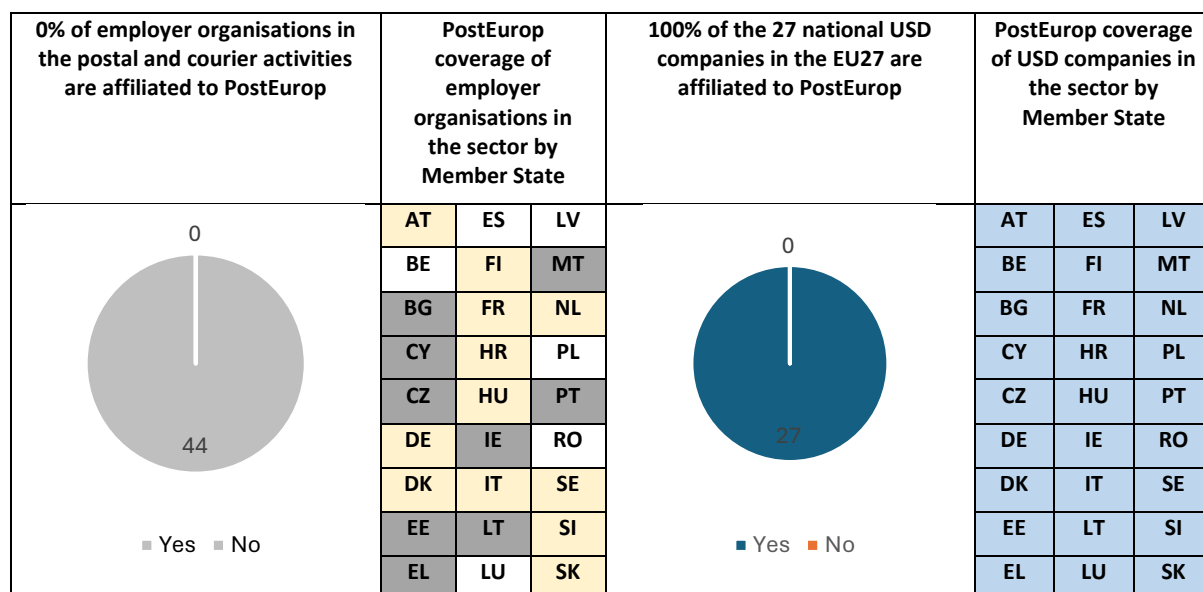 0% of employer organisations in
the postal and courier activities
are affiliated to PostEurop
PostEurop
coverage of
employer
organisations in
the sector by
Member State
100% of the 27 national USD
companies in the EU27 are
affiliated to PostEurop
PostEurop coverage
of USD companies in
the sector by
Member State
0
44
Yes No
AT ES LV
BE FI MT
BG FR NL
CY HR PL
CZ HU PT
DE IE RO
DK IT SE
EE LT SI
EL LU SK
0
27
Yes No
AT ES LV
BE FI MT
BG FR NL
CY HR PL
CZ HU PT
DE IE RO
DK IT SE
EE LT SI
EL LU SK